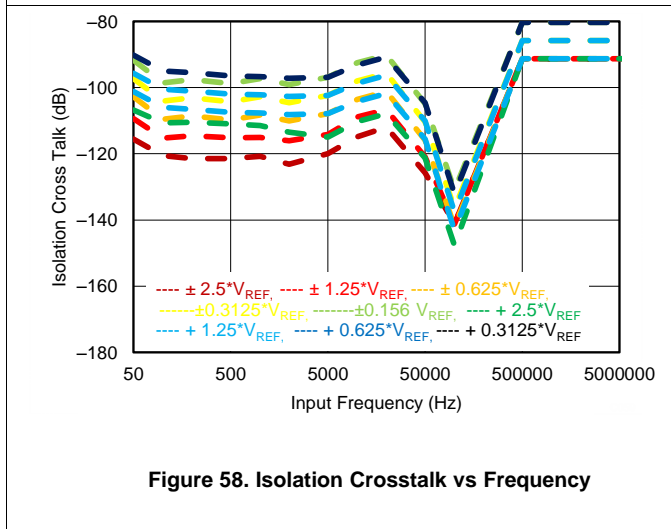 −80
−100
−120
−140
−160
−180
Isolation Cross Talk (dB)
---- ± 2.5*VREF, ---- ± 1.25*VREF, ---- ± 0.625*VREF
------±0.3125*VREF, -------±0.156 VREF, ---- + 2.5*VREF
---- + 1.25*VREF, ---- + 0.625*VREF ---- + 0.3125*VREF
50 500 5000 50000 500000 5000000
Input Frequency (Hz)
Figure 58. Isolation Crosstalk vs Frequency